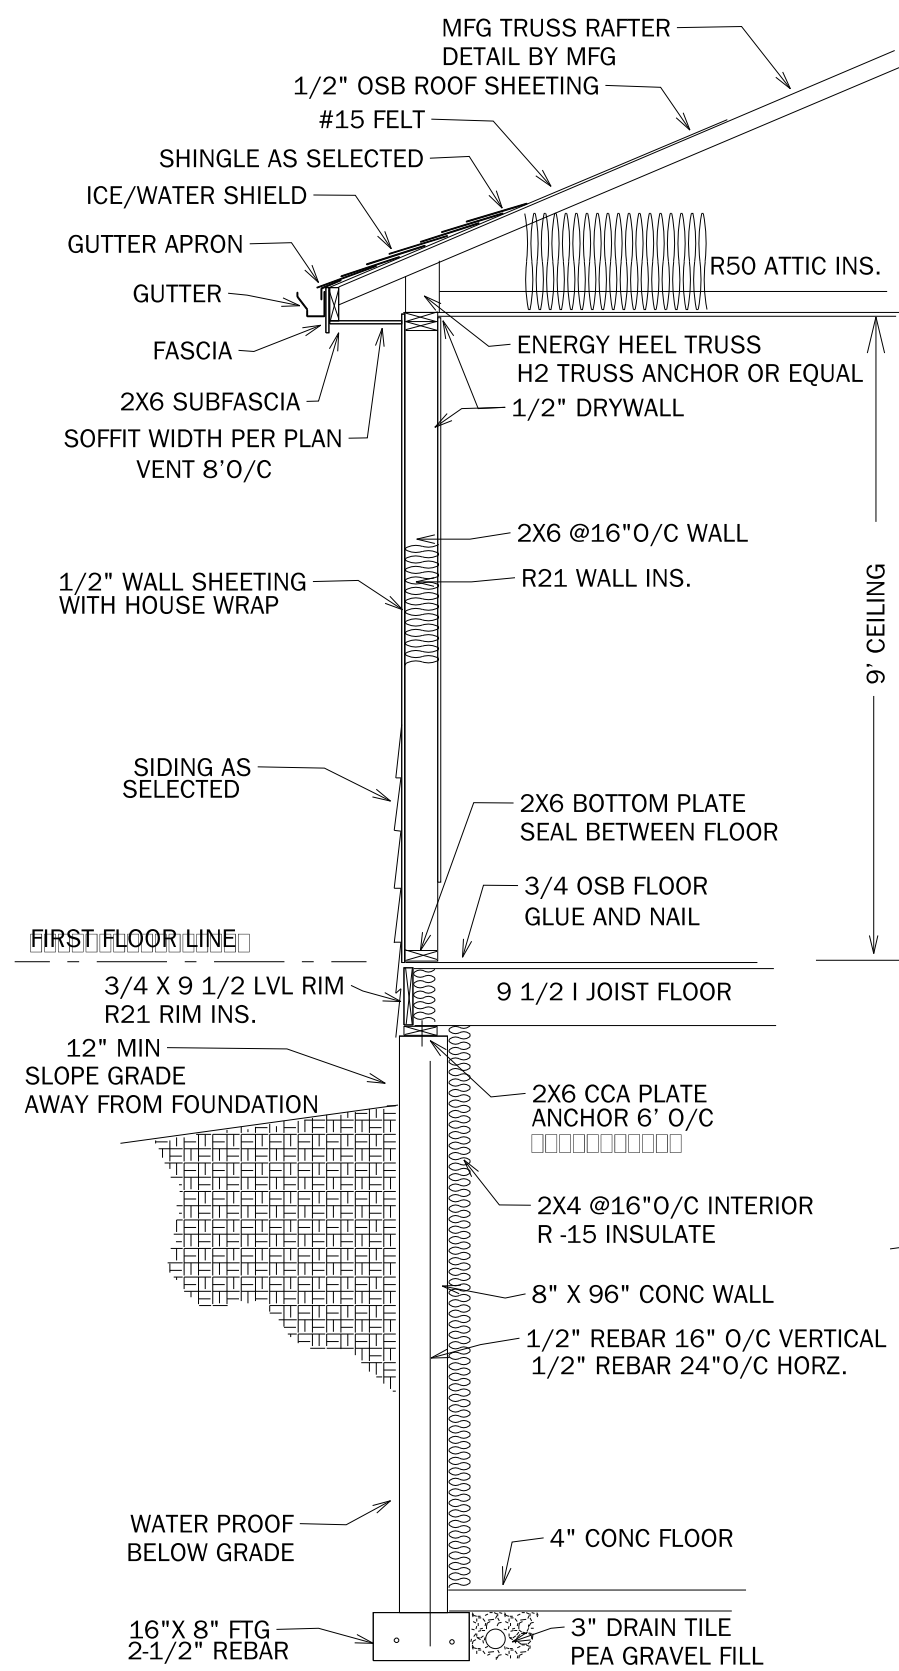 MFG TRUSS RAFTER
DETAIL BY MFG
1/2" OSB ROOF SHEETING
#15 FELT
SHINGLE AS SELECTED
ICE/WATER SHIELD
GUTTER APRON
R50 ATTIC INS.
GUTTER
FASCIA
ENERGY HEEL TRUSS
H2 TRUSS ANCHOR OR EQUAL
2X6 SUBFASCIA
1/2" DRYWALL
SOFFIT WIDTH PER PLAN
VENT 8'O/C
2X6 @16"O/C WALL
R21 WALL INS.
1/2" WALL SHEETING
WITH HOUSE WRAP
9' CEILING
SIDING AS
SELECTED
2X6 BOTTOM PLATE
SEAL BETWEEN FLOOR
3/4 OSB FLOOR
GLUE AND NAIL
FIRST FLOOR LINE
3/4 X 9 1/2 LVL RIM
R21 RIM INS.
9 1/2 I JOIST FLOOR
12" MIN
SLOPE GRADE
AWAY FROM FOUNDATION
2X6 CCA PLATE
ANCHOR 6' O/C
2X4 @16"O/C INTERIOR
R -15 INSULATE
8" X 96" CONC WALL
1/2" REBAR 16" O/C VERTICAL
1/2" REBAR 24"O/C HORZ.
WATER PROOF
BELOW GRADE
4" CONC FLOOR
16"X 8" FTG
2-1/2" REBAR
3" DRAIN TILE
PEA GRAVEL FILL